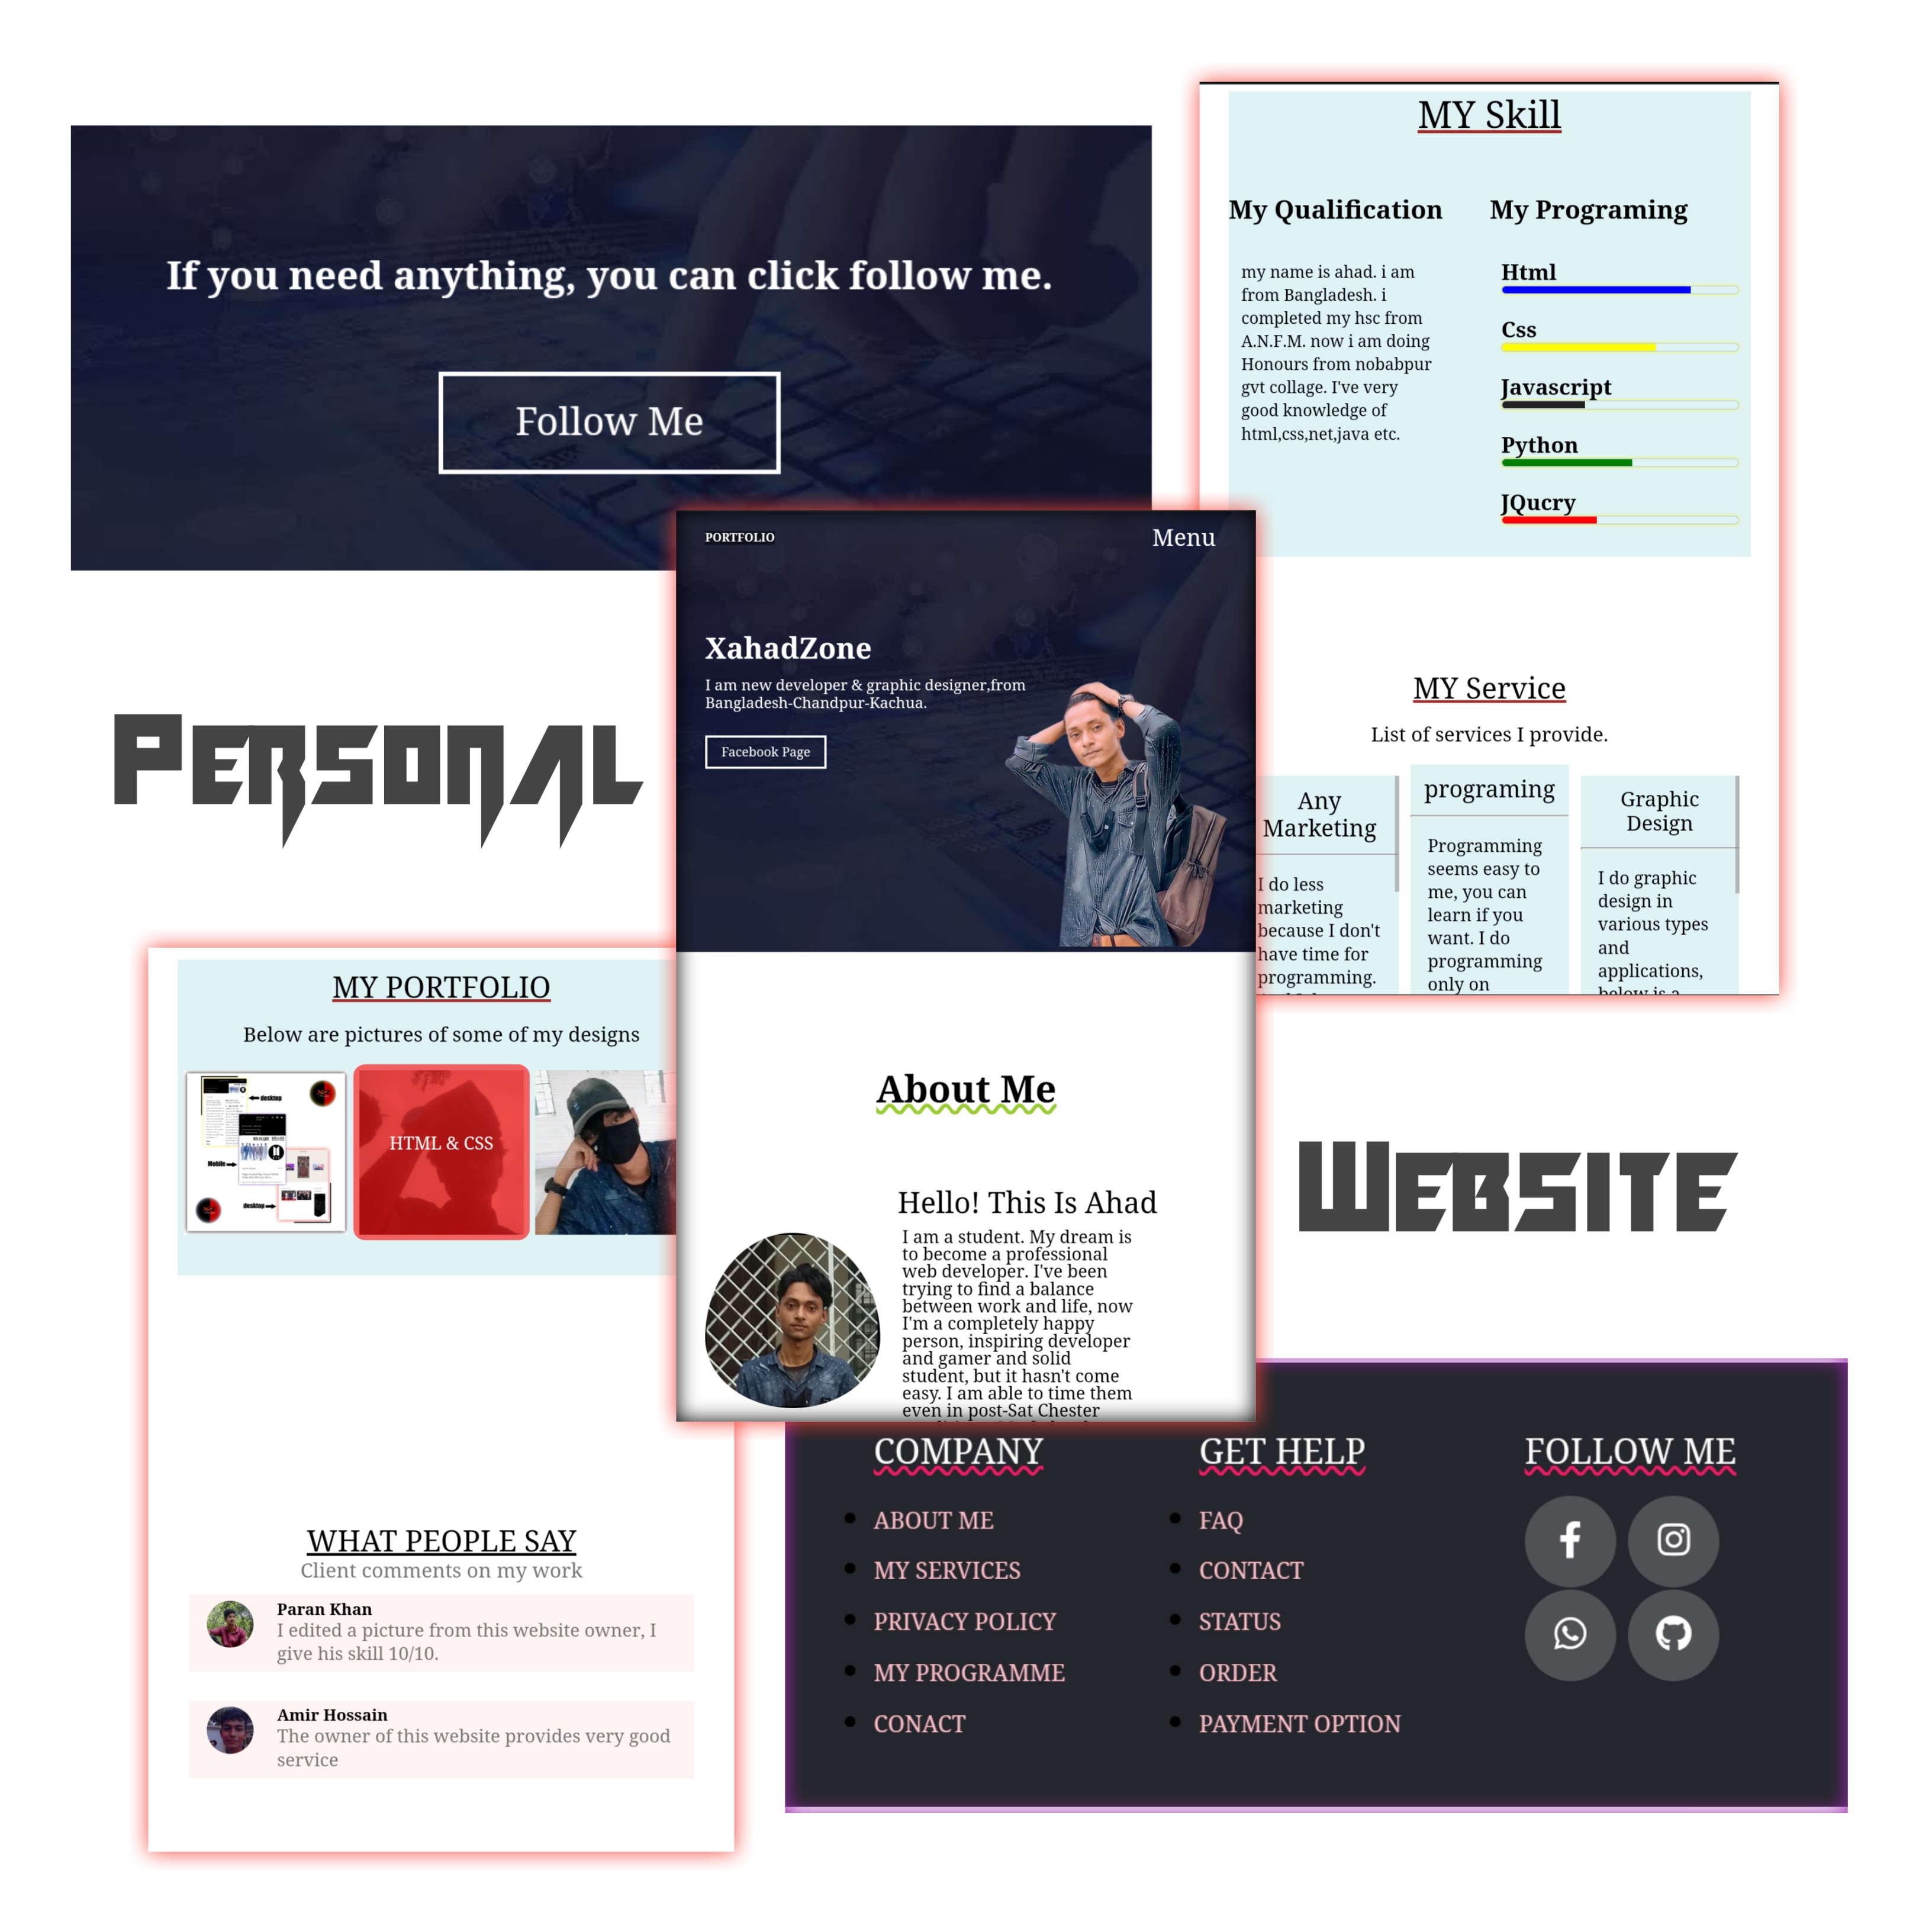 If you need anything, you can click follow me.
Follow Me
MY Skill
My Qualification
my name is ahad. i am
from Bangladesh. i
completed my hsc from
A.N.F.M. now i am doing
Honours from nobabpur
gvt collage. I've very
good knowledge of
html,css,net,java etc.
My Programing
Html
Css
Javascript
Python
JQucry
MY Service
List of services I provide.
Any
Marketing
I do less
marketing
because I don't
have time for
programming.
programing
Programming
seems easy to
me, you can
learn if you
want. I do
programming
only on
Graphic
Design
I do graphic
design in
various types
and
applications,
below is a
PORTFOLIO
Menu
XahadZone
I am new developer & graphic designer,from
Bangladesh-Chandpur-Kachua.
Facebook Page
About Me
Hello! This Is Ahad
I am a student. My dream is
to become a professional
web developer. I've been
trying to find a balance
between work and life, now
I'm a completely happy
person, inspiring developer
and gamer and solid
student, but it hasn't come
easy. I am able to time them
even in post-Sat Chester
PERSONAL
WEBSITE
MY PORTFOLIO
Below are pictures of some of my designs
desktop
Mobile
desktop
HTML & CSS
WHAT PEOPLE SAY
Client comments on my work
Paran Khan
I edited a picture from this website owner, I
give his skill 10/10.
Amir Hossain
The owner of this website provides very good
service
COMPANY
ABOUT ME
MY SERVICES
PRIVACY POLICY
MY PROGRAMME
CONACT
GET HELP
FAQ
CONTACT
STATUS
ORDER
PAYMENT OPTION
FOLLOW ME